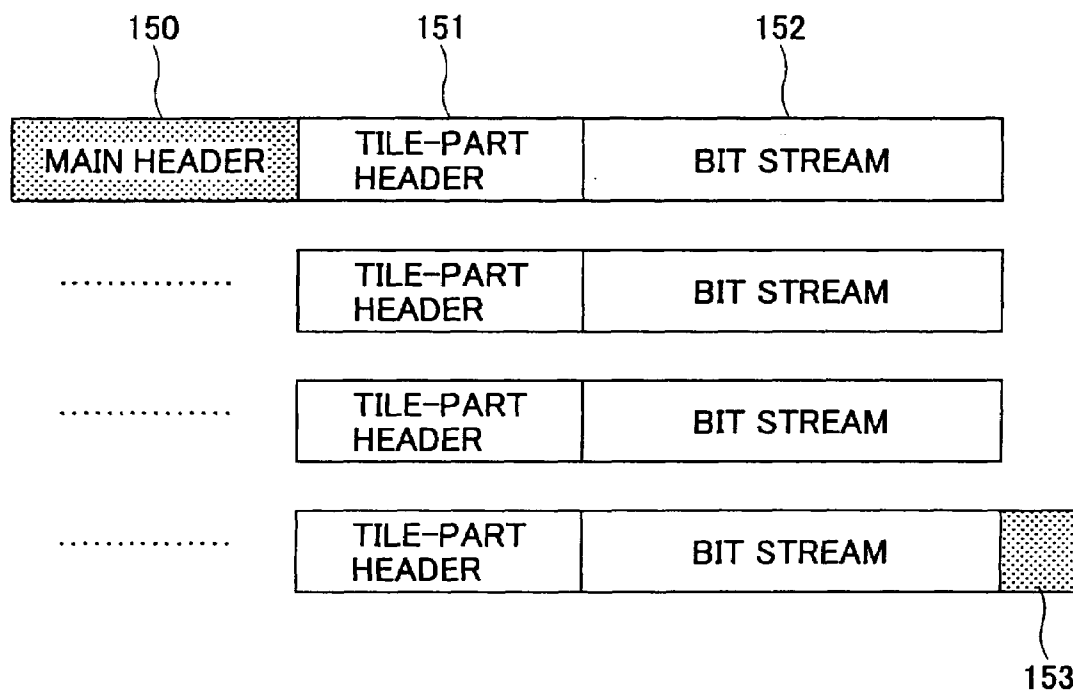 150 151 152
MAIN HEADER TILE-PART HEADER BIT STREAM
TILE-PART HEADER BIT STREAM
TILE-PART HEADER BIT STREAM
TILE-PART HEADER BIT STREAM
153